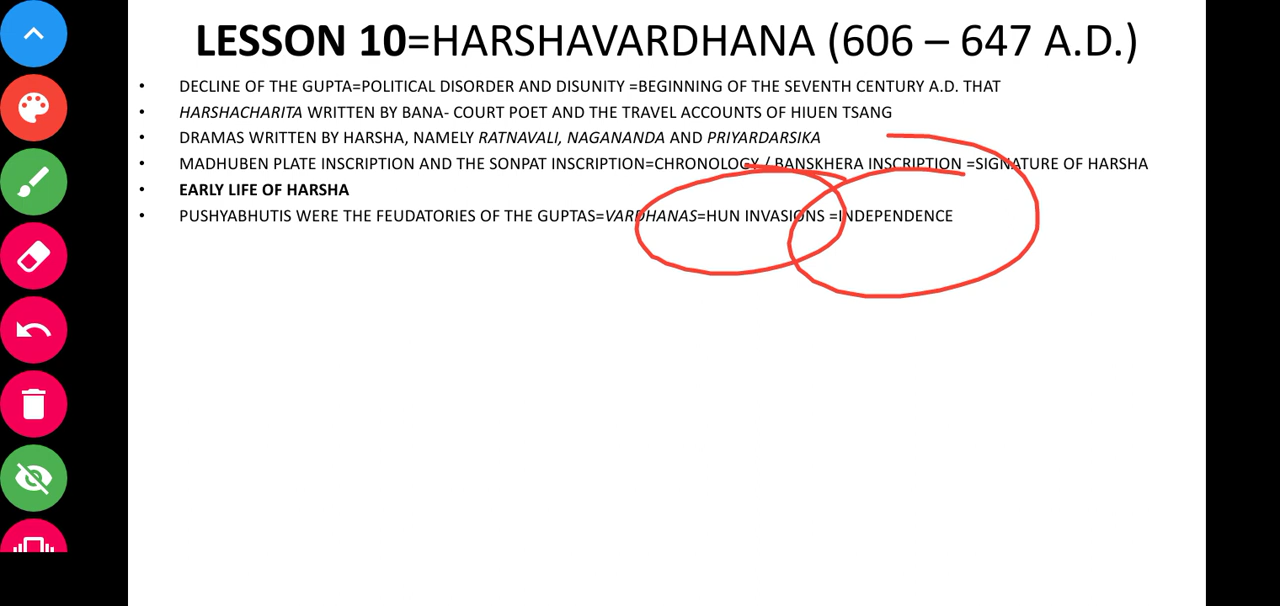 LESSON 10=HARSHAVARDHANA (606 – 647 A.D.)
• DECLINE OF THE GUPTA=POLITICAL DISORDER AND DISUNITY =BEGINNING OF THE SEVENTH CENTURY A.D. THAT
• HARSHACHARITA WRITTEN BY BANA- COURT POET AND THE TRAVEL ACCOUNTS OF HIUEN TSANG
• DRAMAS WRITTEN BY HARSHA, NAMELY RATNAVALI, NAGANANDA AND PRIYARDARSIKA
• MADHUBEN PLATE INSCRIPTION AND THE SONPAT INSCRIPTION=CHRONOLOGY / BANSKHERA INSCRIPTION =SIGNATURE OF HARSHA
• EARLY LIFE OF HARSHA
• PUSHYABHUTIS WERE THE FEUDATORIES OF THE GUPTAS=VARDHANAS=HUN INVASIONS =INDEPENDENCE